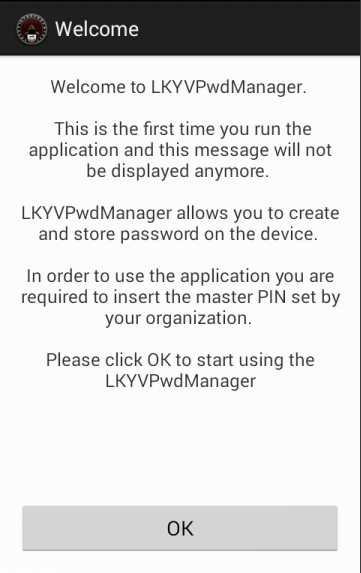 Welcome
Welcome to LKYVPwdManager.
This is the first time you run the
application and this message will not
be displayed anymore.
LKYVPwdManager allows you to create
and store password on the device.
In order to use the application you are
required to insert the master PIN set by
your organization.
Please click OK to start using the
LKYVPwdManager
OK